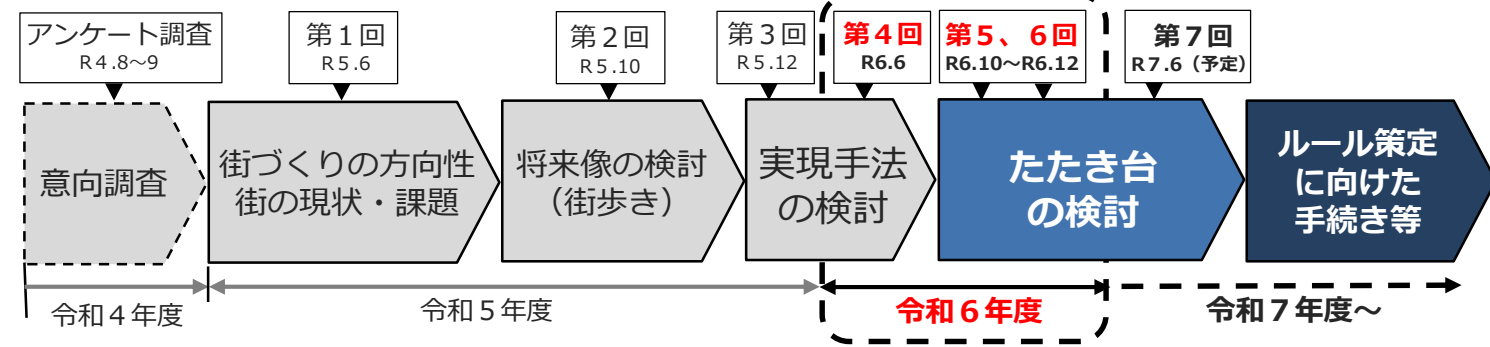 アンケート調査
R4.8～9
第１回
R5.6
第２回
R5.10
第３回
R5.12
第４回
R6.6
第５、６回
R6.10～R6.12
第７回
R7.6（予定）
意向調査
街づくりの方向性
街の現状・課題
将来像の検討
（街歩き）
実現手法
の検討
たたき台
の検討
ルール策定
に向けた
手続き等
令和４年度
令和５年度
令和６年度
令和７年度～